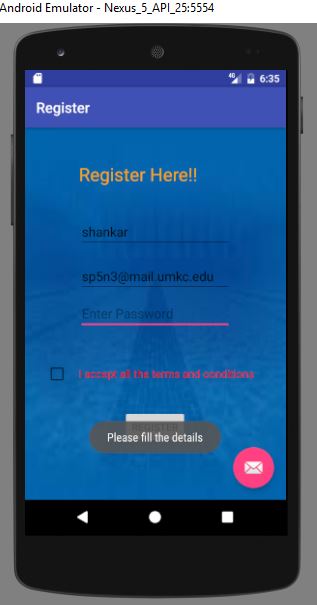 Android Emulator - Nexus_5_API_25:5554
4G 6:35
Register
Register Here!!
shankar
sp5n3@mail.umkc.edu
Enter Password
I accept all the terms and conditions
REGISTER
Please fill the details